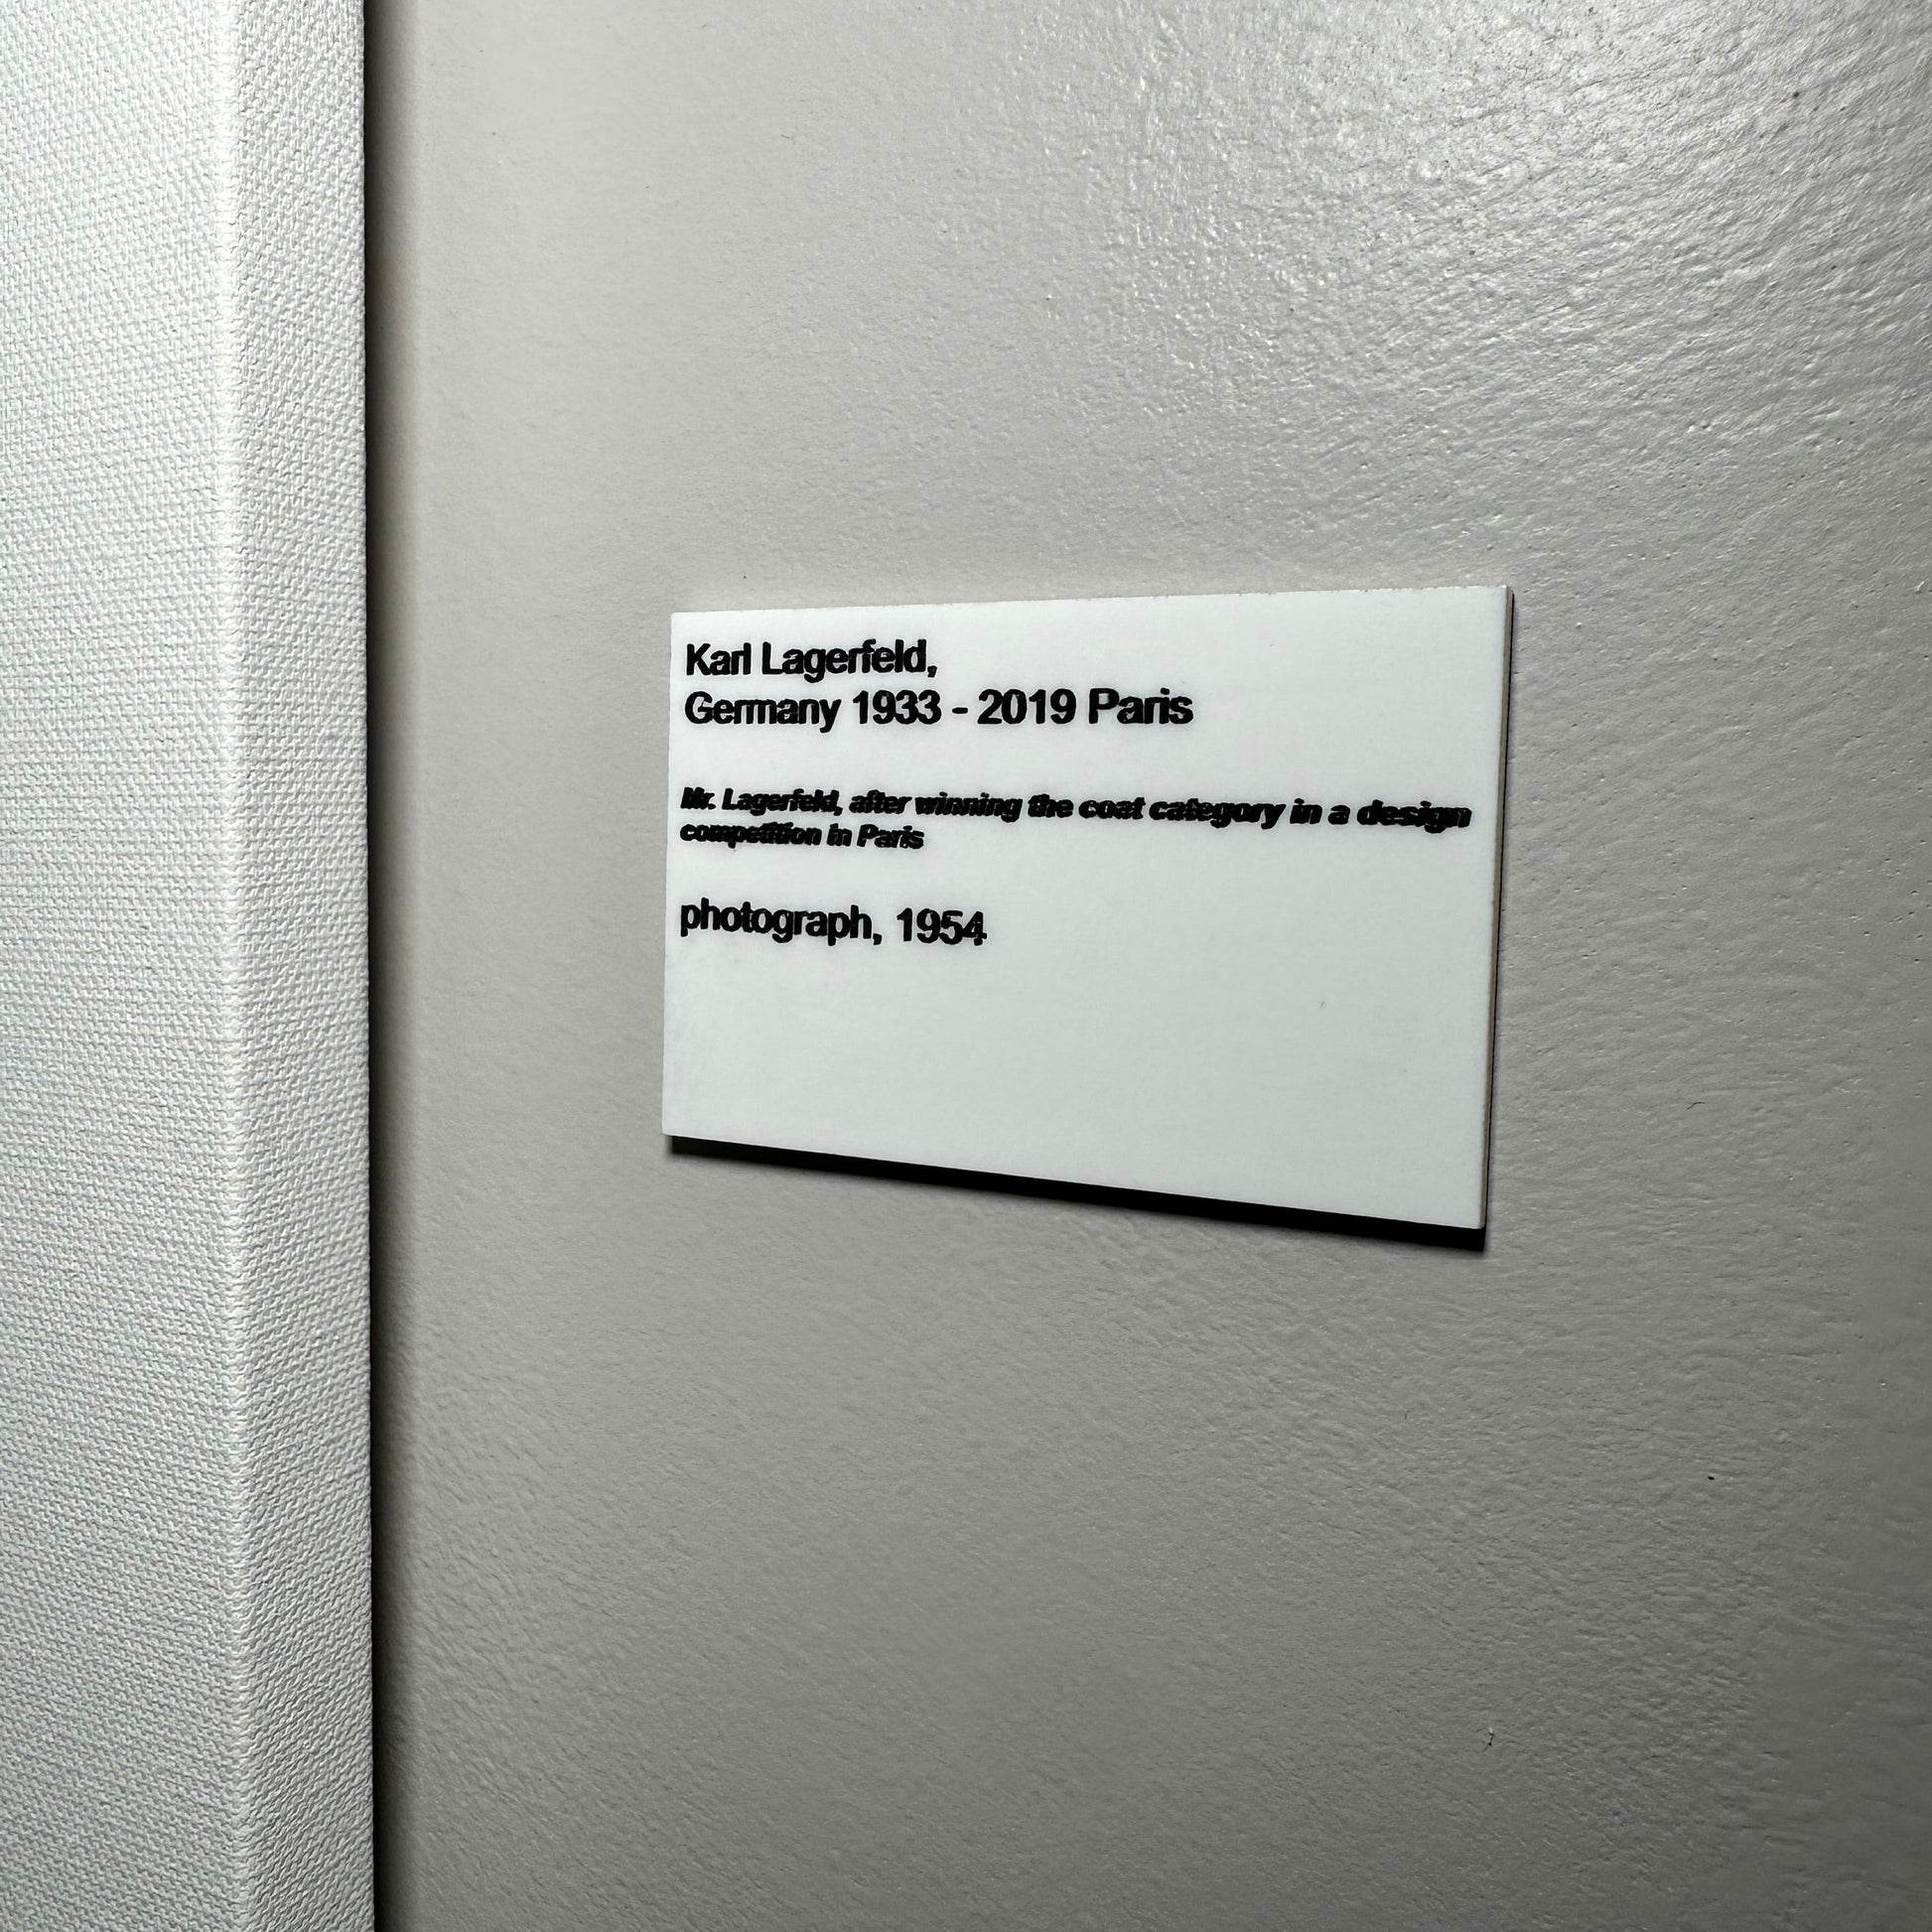 Karl Lagerfeld,
Germany 1933 - 2019 Paris
Mr. Lagerfeld, after winning the coat category in a design
competition in Paris
photograph, 1954